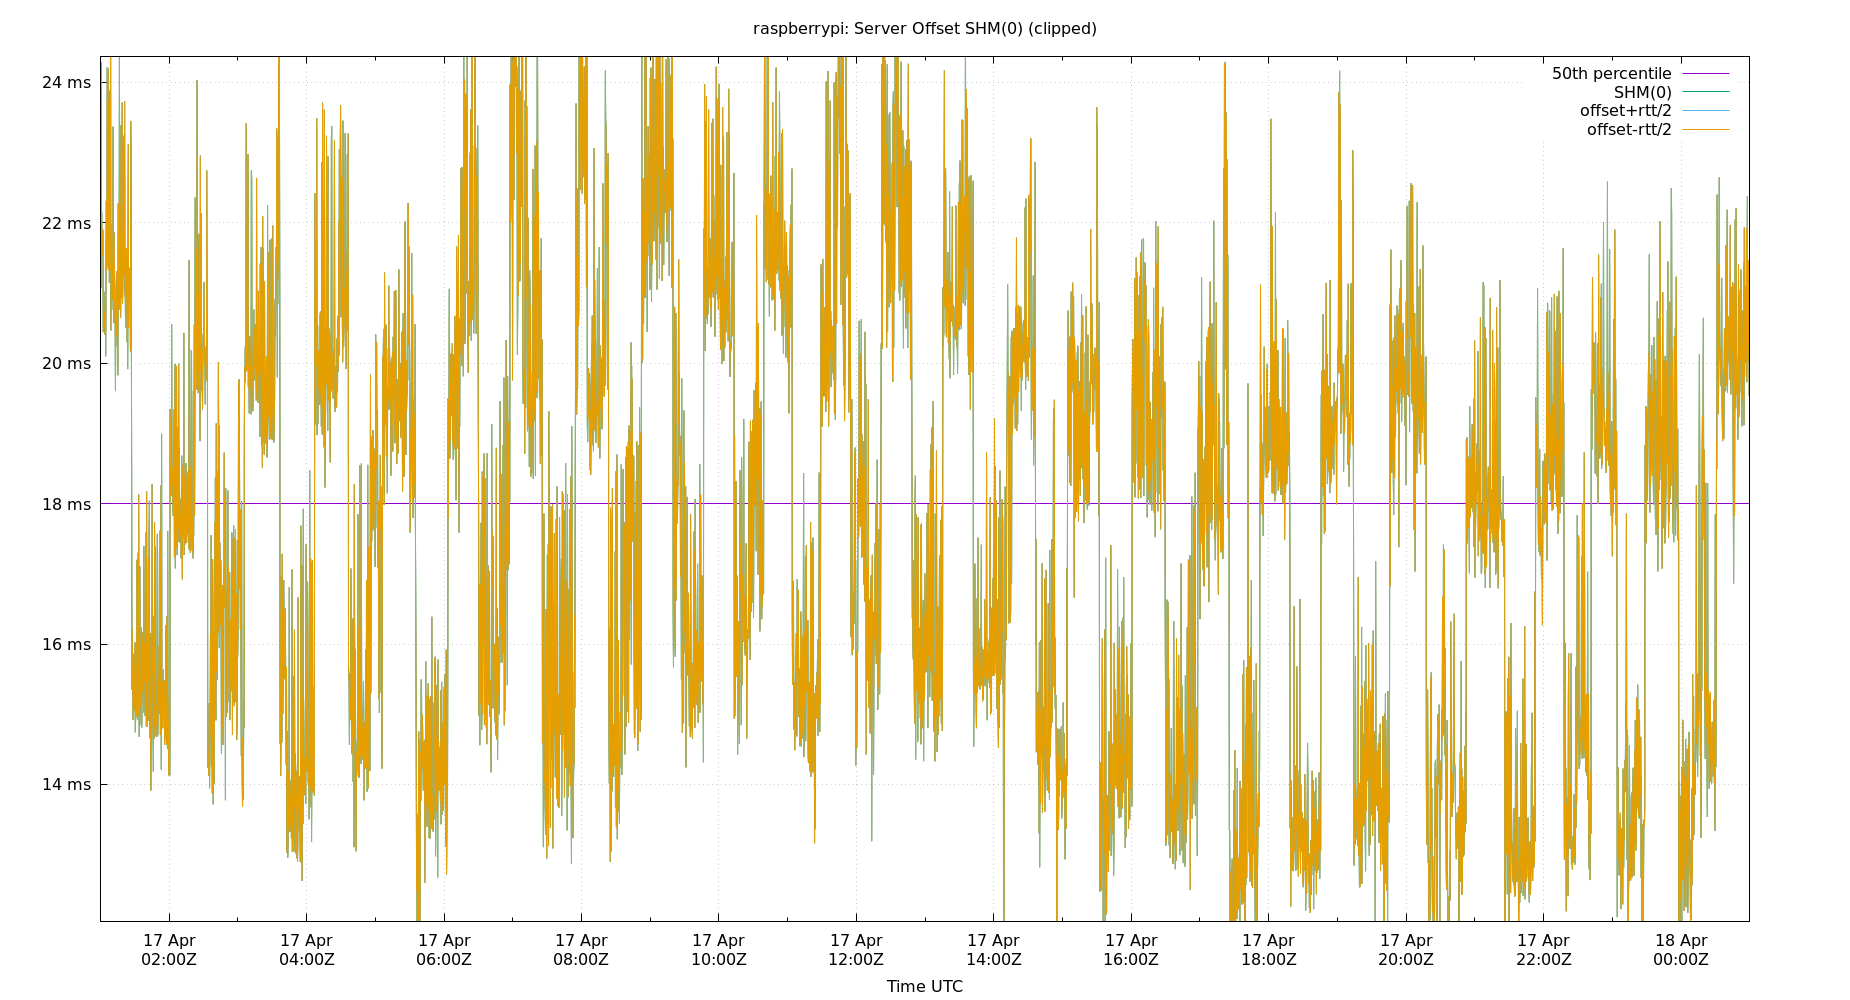 raspberrypi: Server Offset SHM(0) (clipped)
50th percentile
SHM(0)
offset+rtt/2
offset-rtt/2
24 ms
22 ms
20 ms
18 ms
16 ms
14 ms
17 Apr 17 Apr 17 Apr 17 Apr 17 Apr 17 Apr 17 Apr 17 Apr 17 Apr 17 Apr 17 Apr 18 Apr
02:00Z 04:00Z 06:00Z 08:00Z 10:00Z 12:00Z 14:00Z 16:00Z 18:00Z 20:00Z 22:00Z 00:00Z
Time UTC